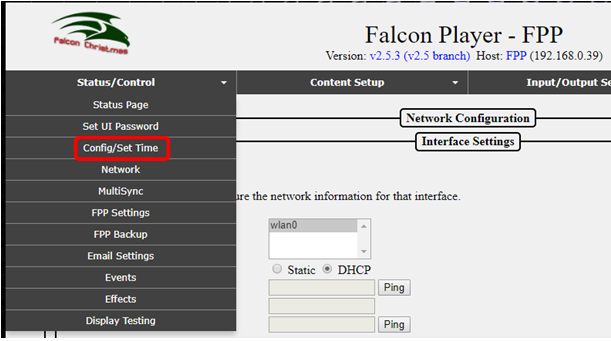 Falcon Christmas
Falcon Player - FPP
Version: v2.5.3 (v2.5 branch) Host: FPP (192.168.0.39)
Status/Control
Content Setup
Input/Output Se
Status Page
Set UI Password
Config/Set Time
Network
MultiSync
FPP Settings
FPP Backup
Email Settings
Events
Effects
Display Testing
Network Configuration
Interface Settings
ure the network information for that interface.
wlan0
Static DHCP
Ping
Ping